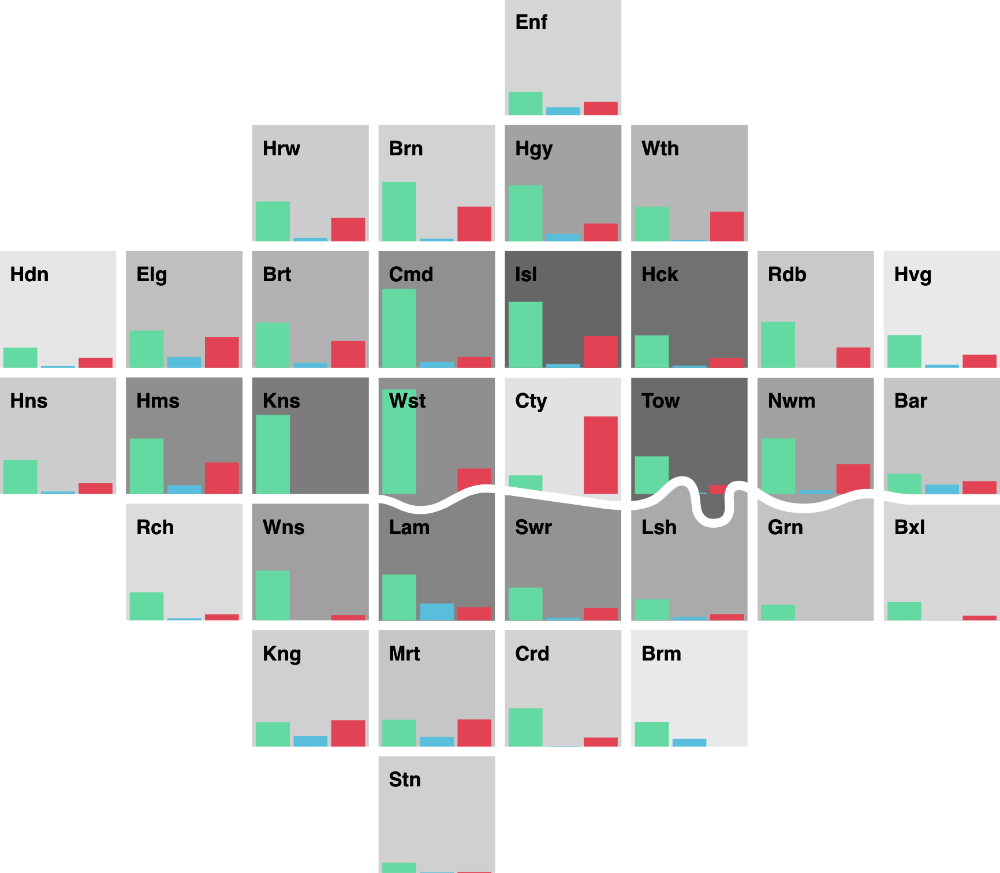 Enf
Hrw Brn Hgy Wth
Hdn Elg Brt Cmd Isl Hck Rdb Hvg
Hns Hms Kns Wst Cty Tow Nwm Bar
Rch Wns Lam Swr Lsh Grn Bxl
Kng Mrt Crd Brm
Stn